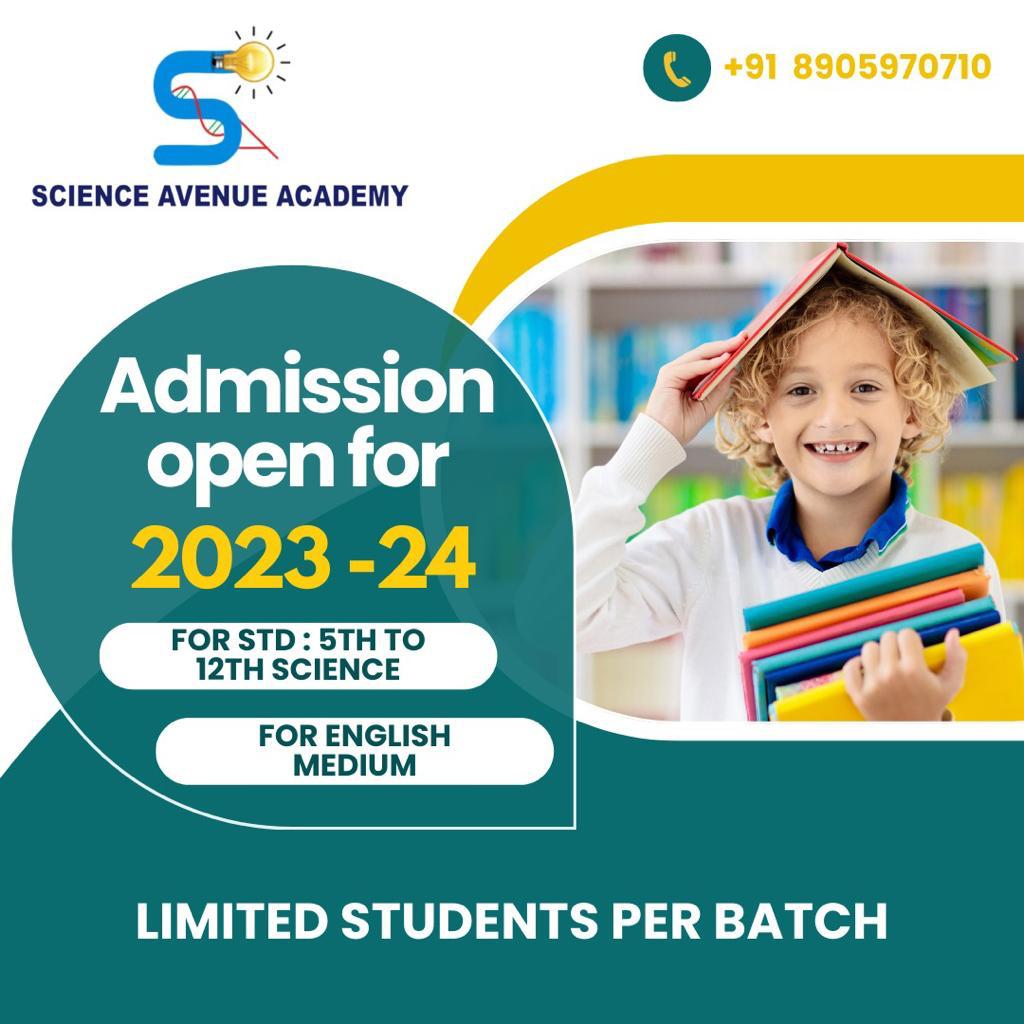 SCIENCE AVENUE ACADEMY
+91 8905970710
Admission
open for
2023 -24
FOR STD : 5TH TO
12TH SCIENCE
FOR ENGLISH
MEDIUM
LIMITED STUDENTS PER BATCH